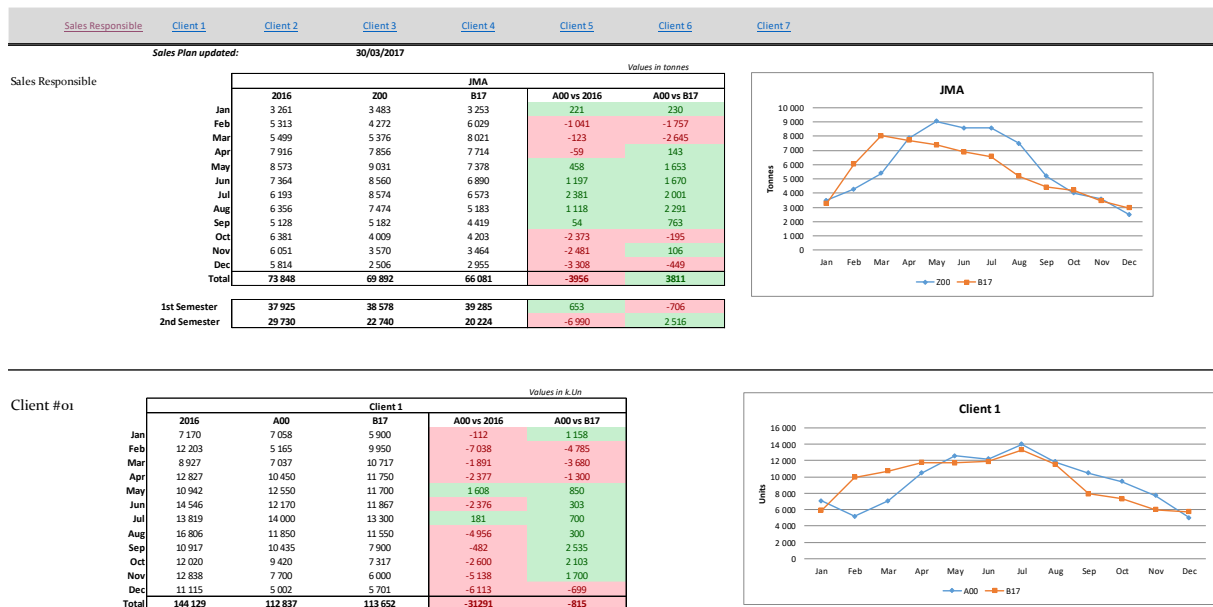 Sales Responsible Client 1 Client 2 Client 3 Client 4 Client 5 Client 6 Client 7
Sales Plan updated: 30/03/2017
Values in tonnes
Sales Responsible
JMA
2016 Z00 B17 A00 vs 2016 A00 vs B17
Jan 3 261 3 483 3 253 221 230
Feb 5 313 4 272 6 029 -1 041 -1 757
Mar 5 499 5 376 8 021 -123 -2 645
Apr 7 916 7 856 7 714 -59 143
May 8 573 9 031 7 378 458 1 653
Jun 7 364 8 560 6 890 1 197 1 670
Jul 6 193 8 574 6 573 2 381 2 001
Aug 6 356 7 474 5 183 1 118 2 291
Sep 5 128 5 182 4 419 54 763
Oct 6 381 4 009 4 203 -2 373 -195
Nov 6 051 3 570 3 464 -2 481 106
Dec 5 814 2 506 2 955 -3 308 -449
Total 73 848 69 892 66 081 -3956 3811
1st Semester 37 925 38 578 39 285 653 -706
2nd Semester 29 730 22 740 20 224 -6 990 2 516
JMA
Tonnes
10 000
9 000
8 000
7 000
6 000
5 000
4 000
3 000
2 000
1 000
0
Jan Feb Mar Apr May Jun Jul Aug Sep Oct Nov Dec
Z00 B17
Values in k.Un
Client #01
Client 1
2016 A00 B17 A00 vs 2016 A00 vs B17
Jan 7 170 7 058 5 900 -112 1 158
Feb 12 203 5 165 9 950 -7 038 -4 785
Mar 8 927 7 037 10 717 -1 891 -3 680
Apr 12 827 10 450 11 750 -2 377 -1 300
May 10 942 12 550 11 700 1 608 850
Jun 14 546 12 170 11 867 -2 376 303
Jul 13 819 14 000 13 300 181 700
Aug 16 806 11 850 11 550 -4 956 300
Sep 10 917 10 435 7 900 -482 2 535
Oct 12 020 9 420 7 317 -2 600 2 103
Nov 12 838 7 700 6 000 -5 138 1 700
Dec 11 115 5 002 5 701 -6 113 -699
Total 144 129 112 837 113 652 -31291 -815
Client 1
Units
16 000
14 000
12 000
10 000
8 000
6 000
4 000
2 000
0
Jan Feb Mar Apr May Jun Jul Aug Sep Oct Nov Dec
A00 B17